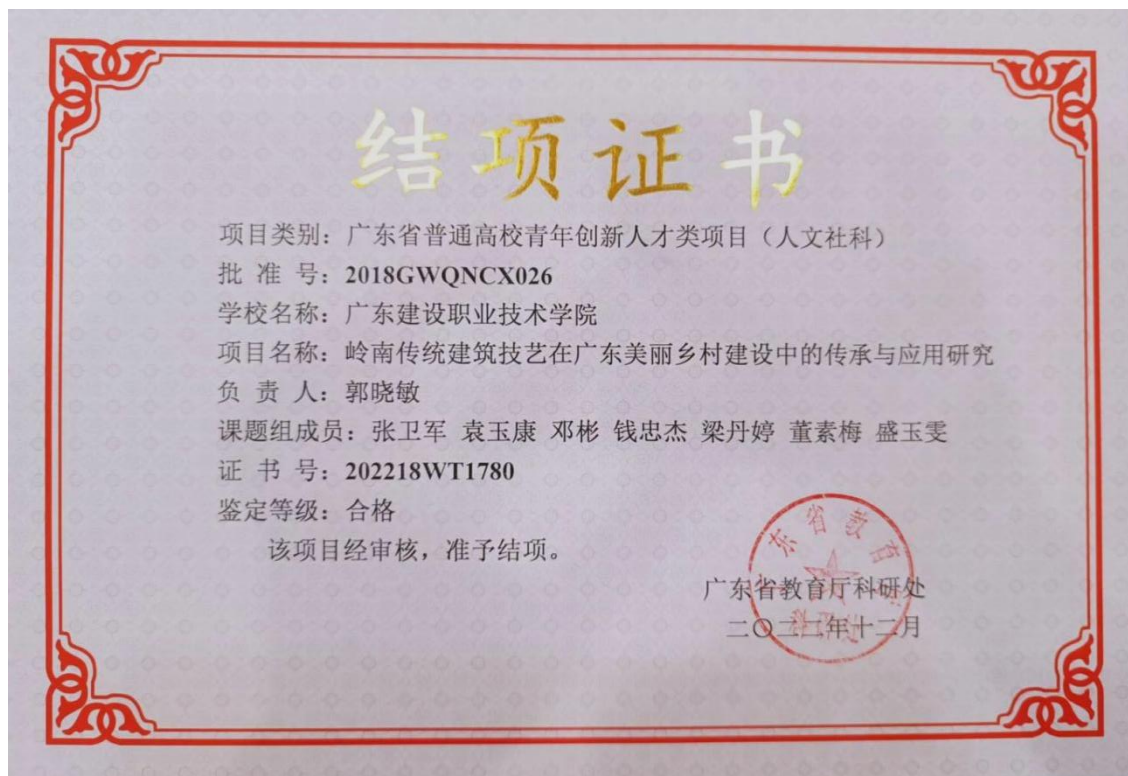 结项证书
项目类别：广东省普通高校青年创新人才类项目（人文社科）
批 准 号：2018GWQNCX026
学校名称：广东建设职业技术学院
项目名称：岭南传统建筑技艺在广东美丽乡村建设中的传承与应用研究
负 责 人：郭晓敏
课题组成员：张卫军 袁玉康 邓彬 钱忠杰 梁丹婷 董素梅 盛玉雯
证 书 号：202218WT1780
鉴定等级：合格
该项目经审核，准予结项。
广东省教育厅科研处
二〇二二年十二月